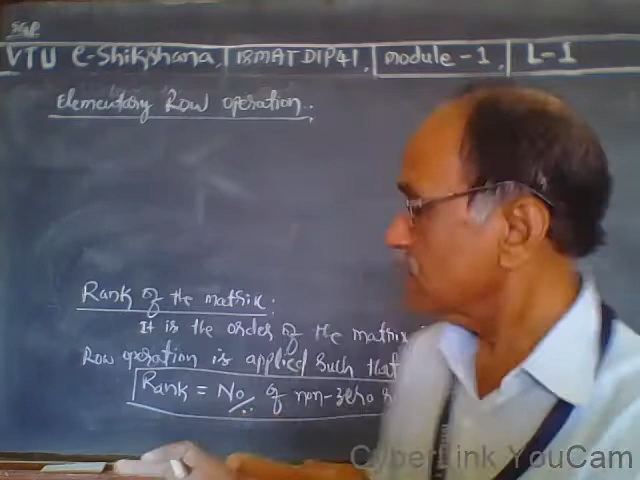 VTU e-Shikshana, 18MATDIP41 module-1, L-1
Elementary Row operation..
Rank of the matrix:
It is the order of the matrix
Row operation is applied such that
Rank = No of non-zero
CyberLink YouCam